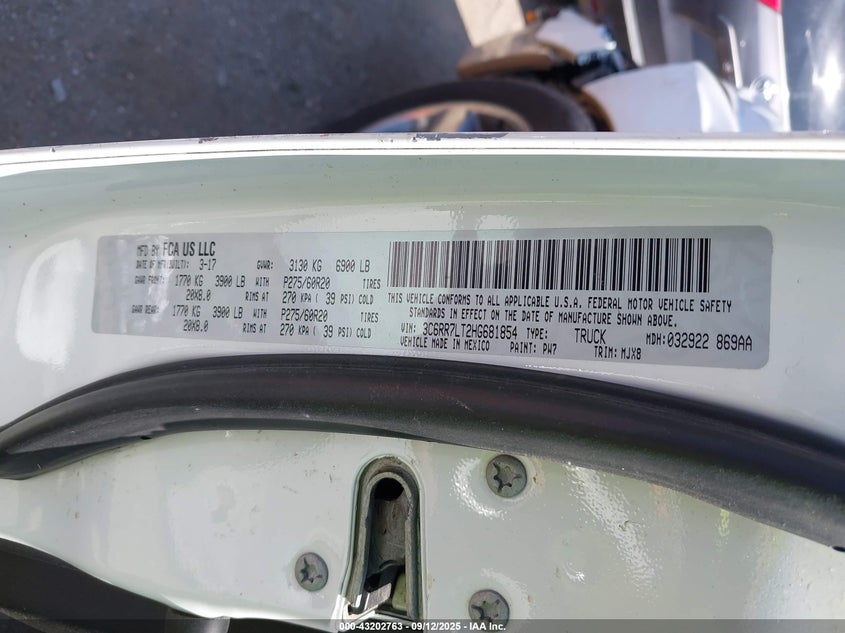 MFD BY FCA US LLC
DATE OF MFR(BUILT): 3-17 GVWR: 3130 KG 6900 LB
GAWR FRONT: 1770 KG 3900 LB WITH P275/60R20 TIRES
20X8.0 RIMS AT 270 KPA ( 39 PSI) COLD
GAWR REAR: 1770 KG 3900 LB WITH P275/60R20 TIRES
20X8.0 RIMS AT 270 KPA ( 39 PSI) COLD
THIS VEHICLE CONFORMS TO ALL APPLICABLE U.S.A. FEDERAL MOTOR VEHICLE SAFETY
STANDARDS IN EFFECT ON THE DATE OF MANUFACTURE SHOWN ABOVE.
VIN: 3C6RR7LT2HG681854 TYPE: TRUCK MDH: 032922 869AA
VEHICLE MADE IN MEXICO PAINT: PW7 TRIM: MJX8
000-43202763 - 09/12/2025 - IAA Inc.